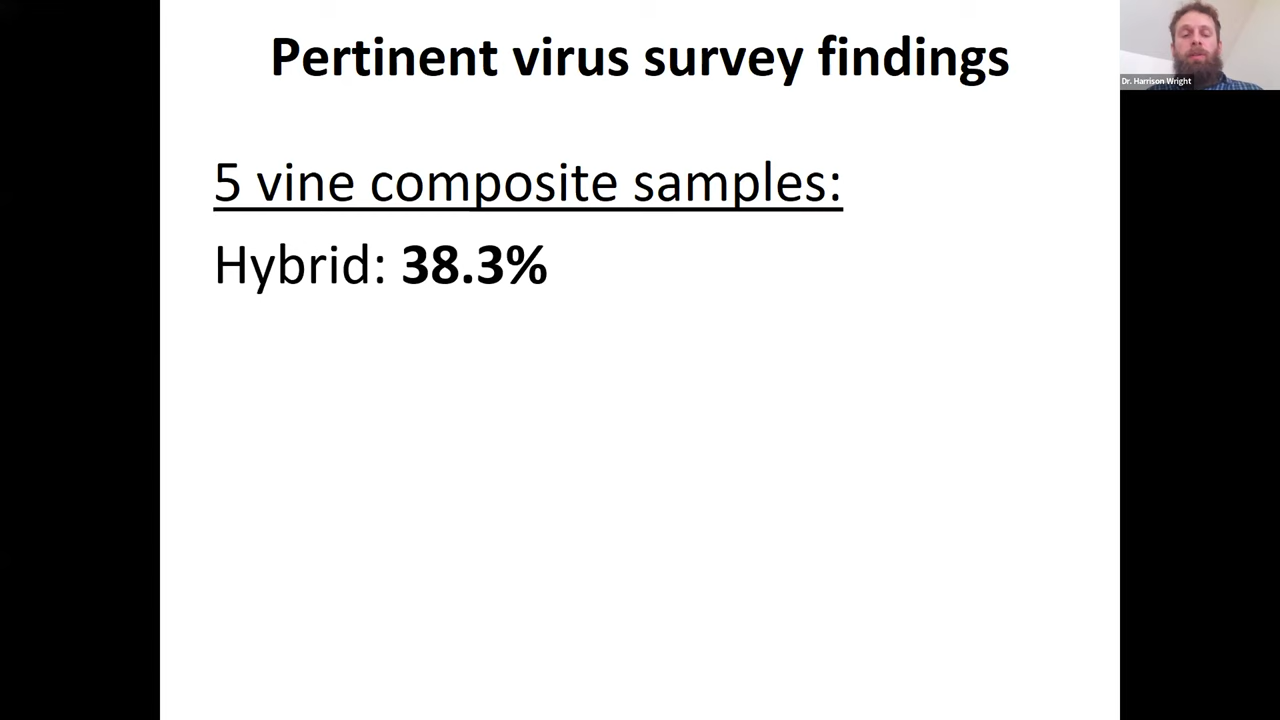 Pertinent virus survey findings
Dr. Harrison Wright
5 vine composite samples:
Hybrid: 38.3%